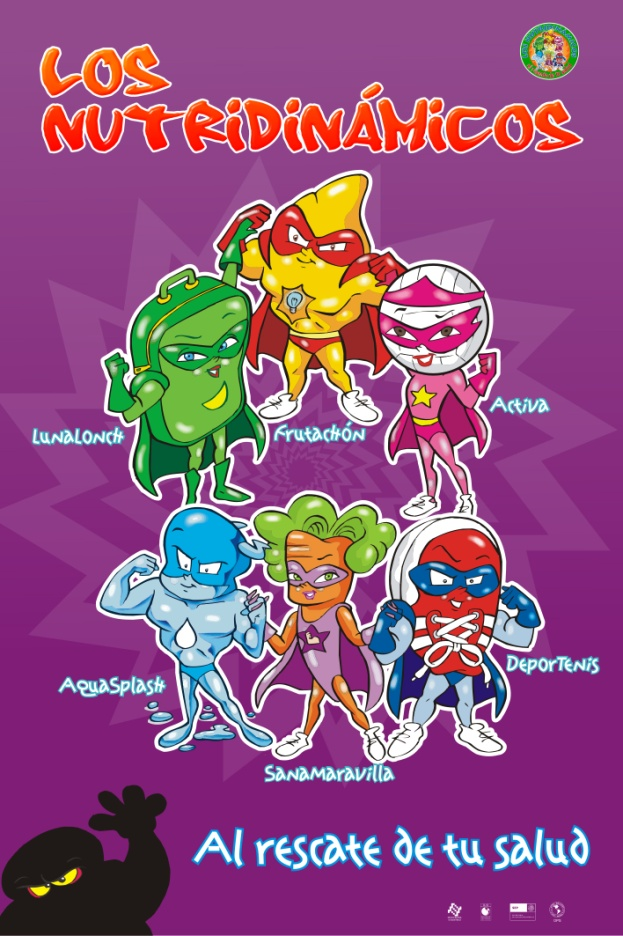 LOS
NUTRIDINÁMICOS
LUNALONCH
FRUTACHÓN
ACTIVA
AQUASPLASH
DEPORTENIS
SANAMARAVILLA
Al rescate de tu salud